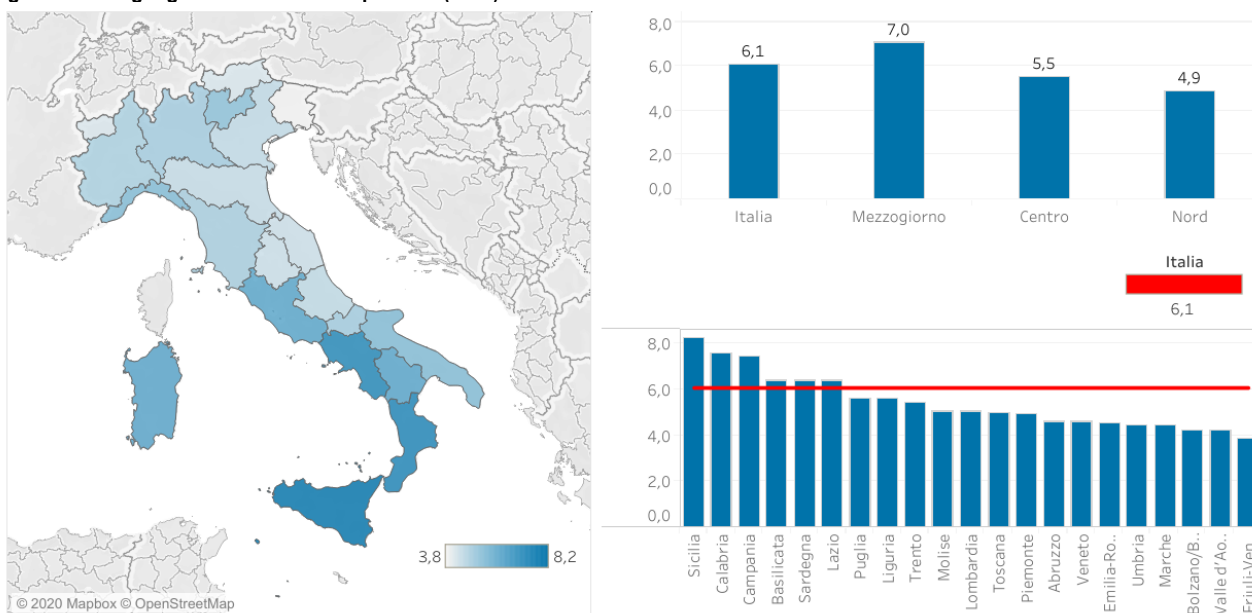 3,8
8,2
© 2020 Mapbox © OpenStreetMap
8,0
6,0
4,0
2,0
0,0
6,1
7,0
5,5
4,9
Italia
Mezzogiorno
Centro
Nord
Italia
6,1
8,0
6,0
4,0
2,0
0,0
Sicilia
Calabria
Campania
Basilicata
Sardegna
Lazio
Puglia
Liguria
Trento
Molise
Lombardia
Toscana
Piemonte
Abruzzo
Veneto
Emilia-Ro..
Umbria
Marche
Bolzano/B..
Valle d'Ao..
Friuli-Ven